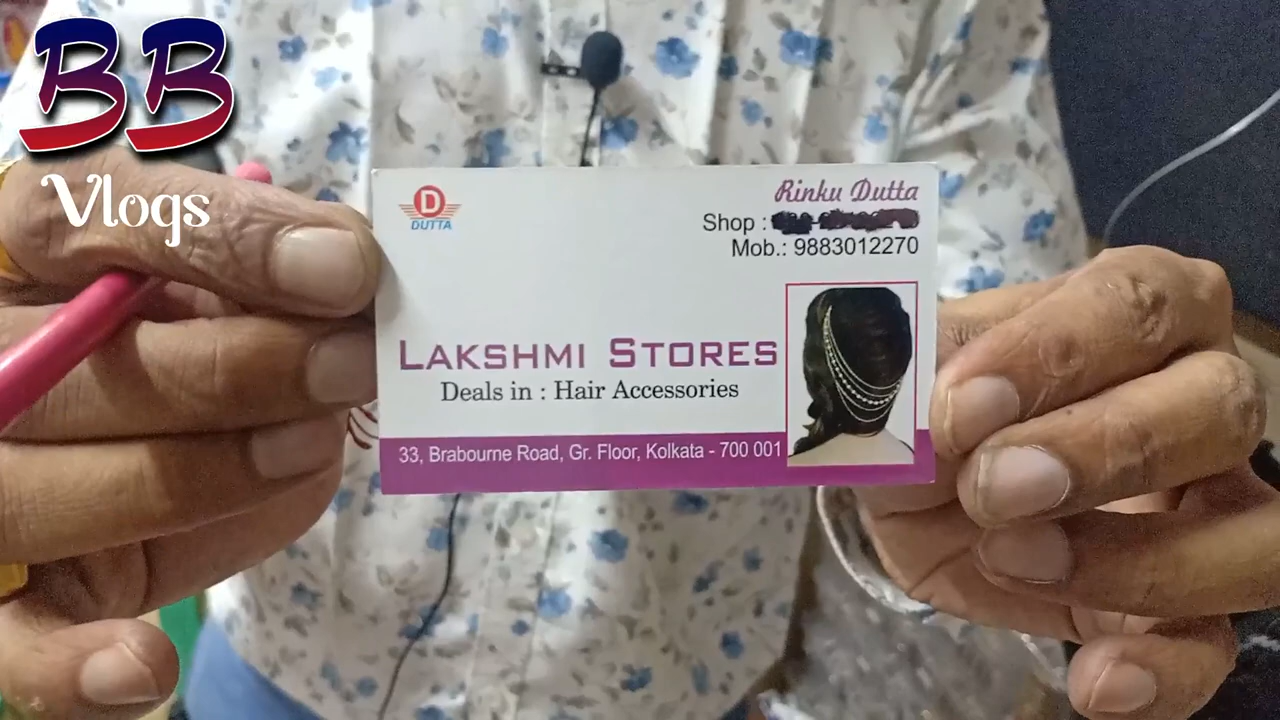 BB
Vlogs
D
DUTTA
Rinku Dutta
Shop :
Mob.: 9883012270
LAKSHMI STORES
Deals in : Hair Accessories
33, Brabourne Road, Gr. Floor, Kolkata - 700 001